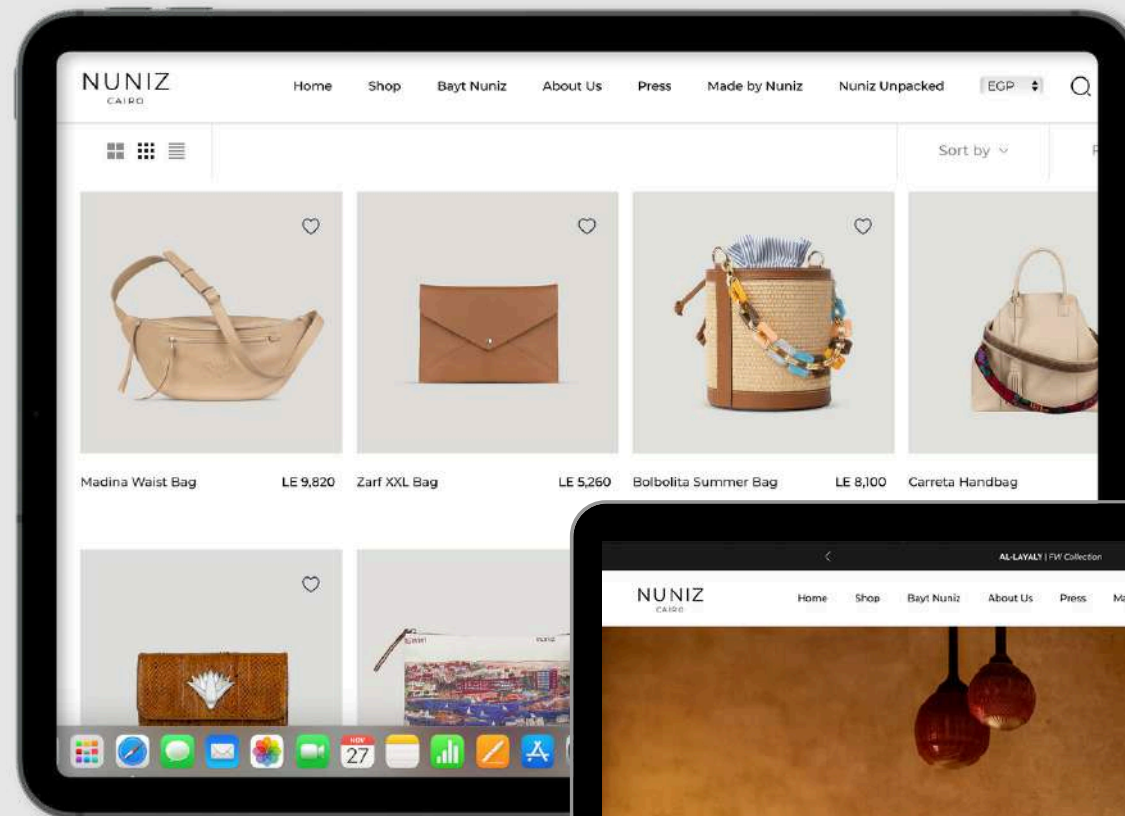 NUNIZ
CAIRO
Home Shop Bayt Nuniz About Us Press Made by Nuniz Nuniz Unpacked EGP
Sort by
Madina Waist Bag LE 9,820 Zarf XXL Bag LE 5,260 Bolbolita Summer Bag LE 8,100 Carreta Handbag
NOV
27
AL-LAYALY | FW Collection
NUNIZ
CAIRO
Home Shop Bayt Nuniz About Us Press Ma